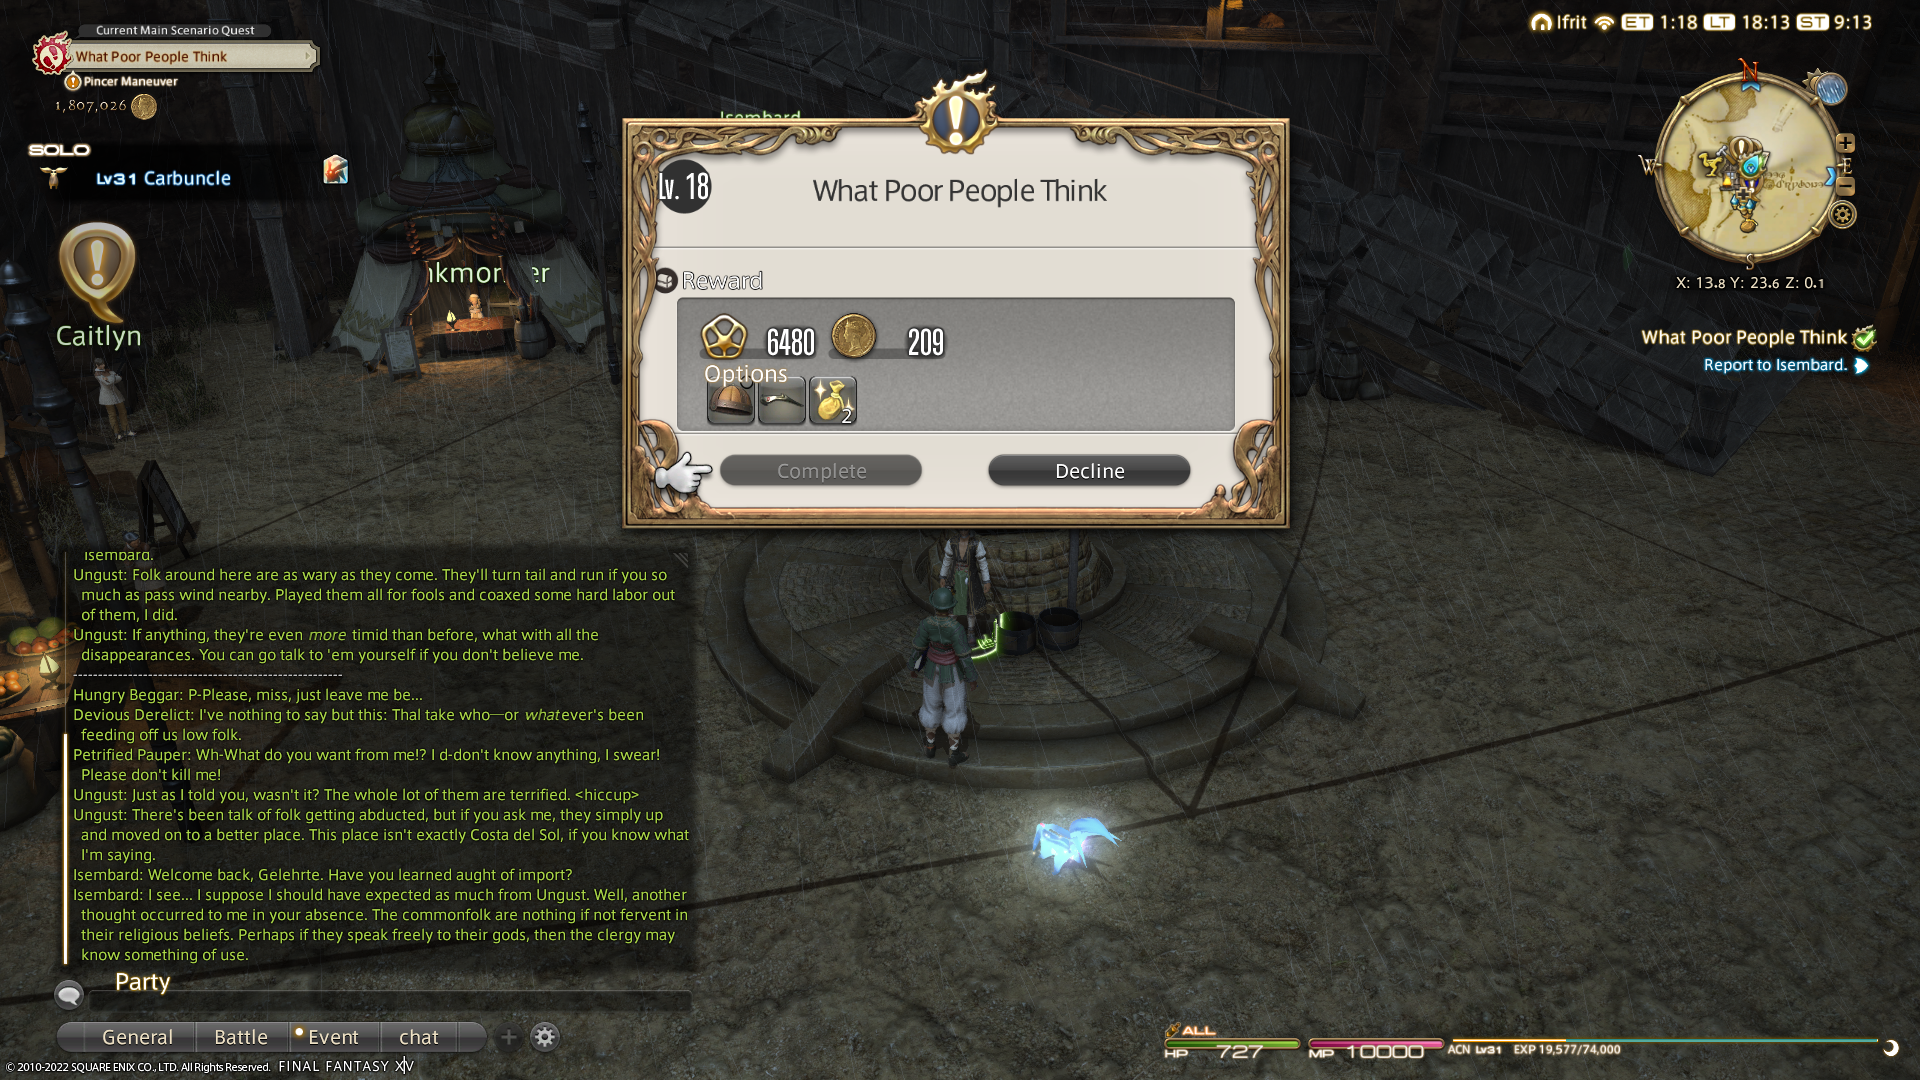 Current Main Scenario Quest
What Poor People Think
Pincer Maneuver
1,807,026
SOLO
Lv31 Carbuncle
Caitlyn
Isembard
Lv. 18
What Poor People Think
Reward
6480
209
Options
2
Complete
Decline
Ifrit ET 1:18 LT 18:13 ST 9:13
N
W
E
S
X: 13.8 Y: 23.6 Z: 0.1
What Poor People Think
Report to Isembard.
Isembard.
Ungust: Folk around here are as wary as they come. They'll turn tail and run if you so
much as pass wind nearby. Played them all for fools and coaxed some hard labor out
of them, I did.
Ungust: If anything, they're even more timid than before, what with all the
disappearances. You can go talk to 'em yourself if you don't believe me.
------------------------------------------------------
Hungry Beggar: P-Please, miss, just leave me be...
Devious Derelict: I've nothing to say but this: Thal take who—or whatever's been
feeding off us low folk.
Petrified Pauper: Wh-What do you want from me!? I d-don't know anything, I swear!
Please don't kill me!
Ungust: Just as I told you, wasn't it? The whole lot of them are terrified. <hiccup>
Ungust: There's been talk of folk getting abducted, but if you ask me, they simply up
and moved on to a better place. This place isn't exactly Costa del Sol, if you know what
I'm saying.
Isembard: Welcome back, Gelehrte. Have you learned aught of import?
Isembard: I see... I suppose I should have expected as much from Ungust. Well, another
thought occurred to me in your absence. The commonfolk are nothing if not fervent in
their religious beliefs. Perhaps if they speak freely to their gods, then the clergy may
know something of use.
Party
General Battle Event chat
ALL
HP 727 MP 10000 ACN Lv31 EXP 19,577/74,000
© 2010-2022 SQUARE ENIX CO., LTD. All Rights Reserved. FINAL FANTASY XIV